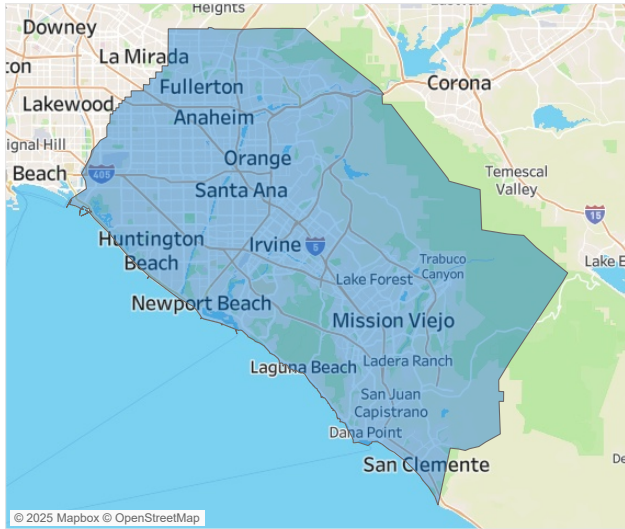 Heights
Downey
La Mirada
ton
Fullerton
Corona
Lakewood
Anaheim
ignal Hill
Orange
Beach
405
Temescal
Valley
Santa Ana
15
Huntington
Beach
Irvine
5
Trabuco
Canyon
Lake E
Lake Forest
Newport Beach
Mission Viejo
Laguna Beach
Ladera Ranch
San Juan
Capistrano
Dana Point
De
San Clemente
© 2025 Mapbox © OpenStreetMap